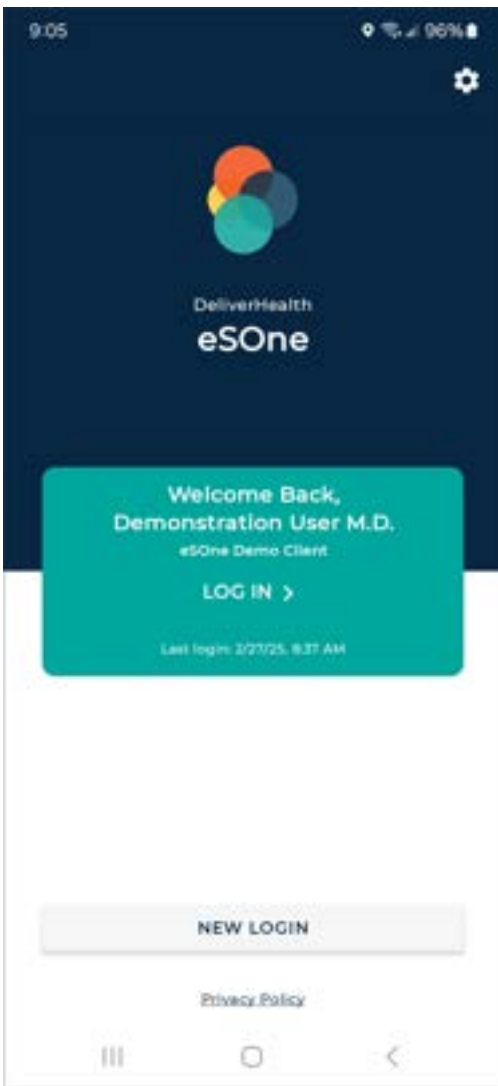 9:05 96%
DeliverHealth
eSOne
Welcome Back,
Demonstration User M.D.
eSOne Demo Client
LOG IN >
Last login: 2/27/25, 8:37 AM
NEW LOGIN
Privacy Policy